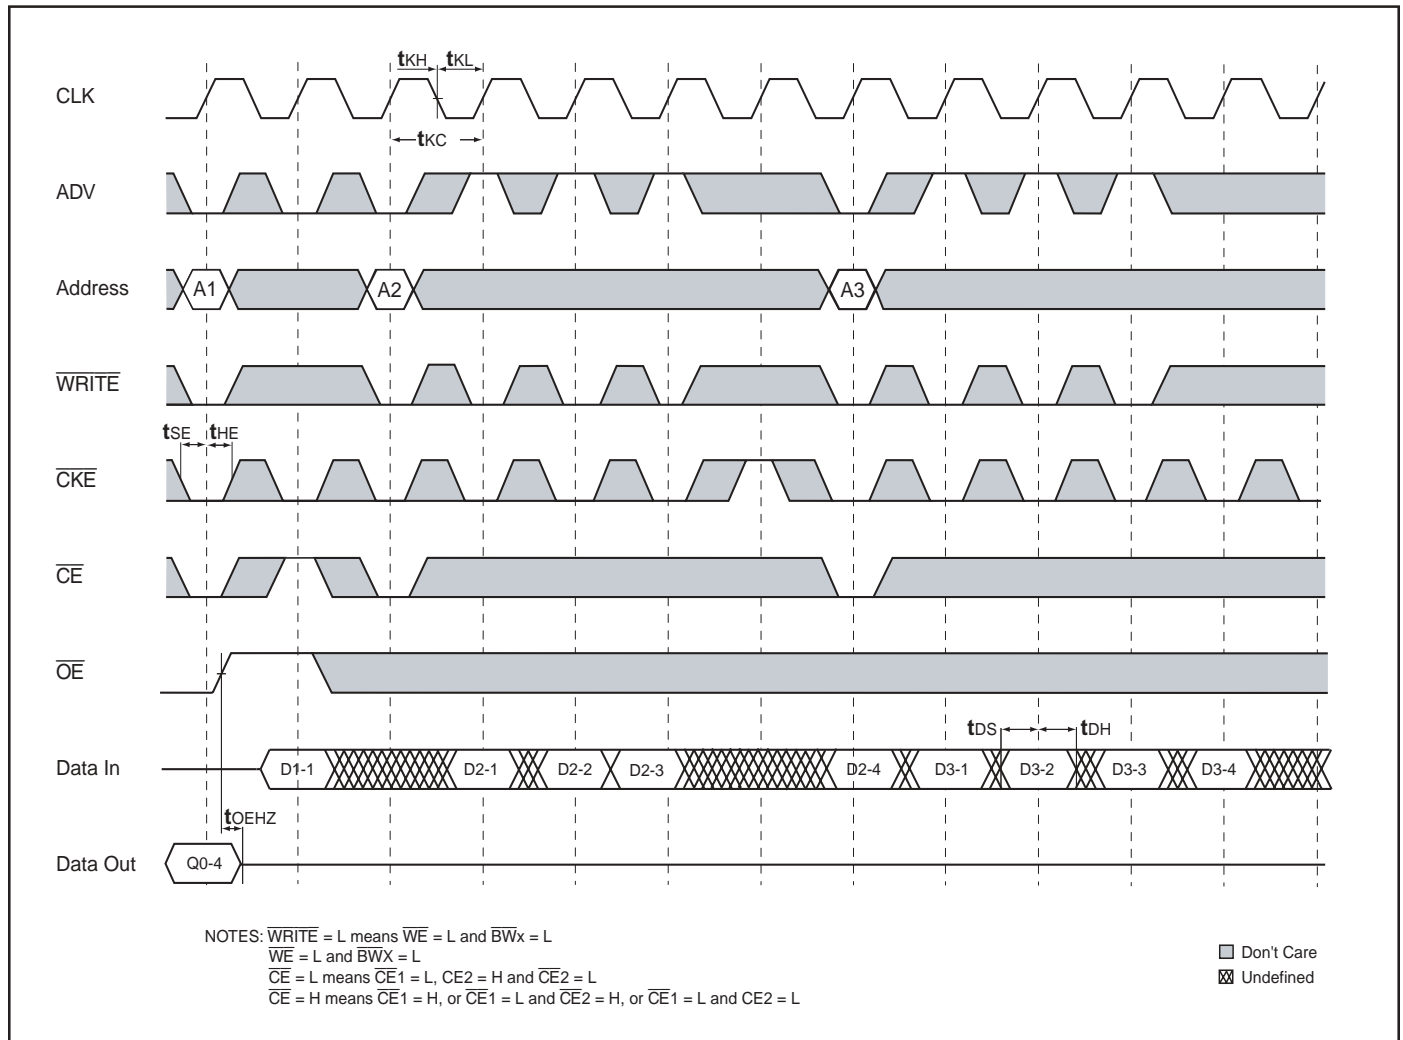 tKH tKL
CLK
tKC
ADV
Address A1 A2 A3
WRITE
tSE tHE
CKE
CE
OE
tDS tDH
Data In D1-1 D2-1 D2-2 D2-3 D2-4 D3-1 D3-2 D3-3 D3-4
tOEHZ
Data Out Q0-4
NOTES: WRITE = L means WE = L and BWx = L
WE = L and BWX = L
CE = L means CE1 = L, CE2 = H and CE2 = L
CE = H means CE1 = H, or CE1 = L and CE2 = H, or CE1 = L and CE2 = L
Don't Care
Undefined